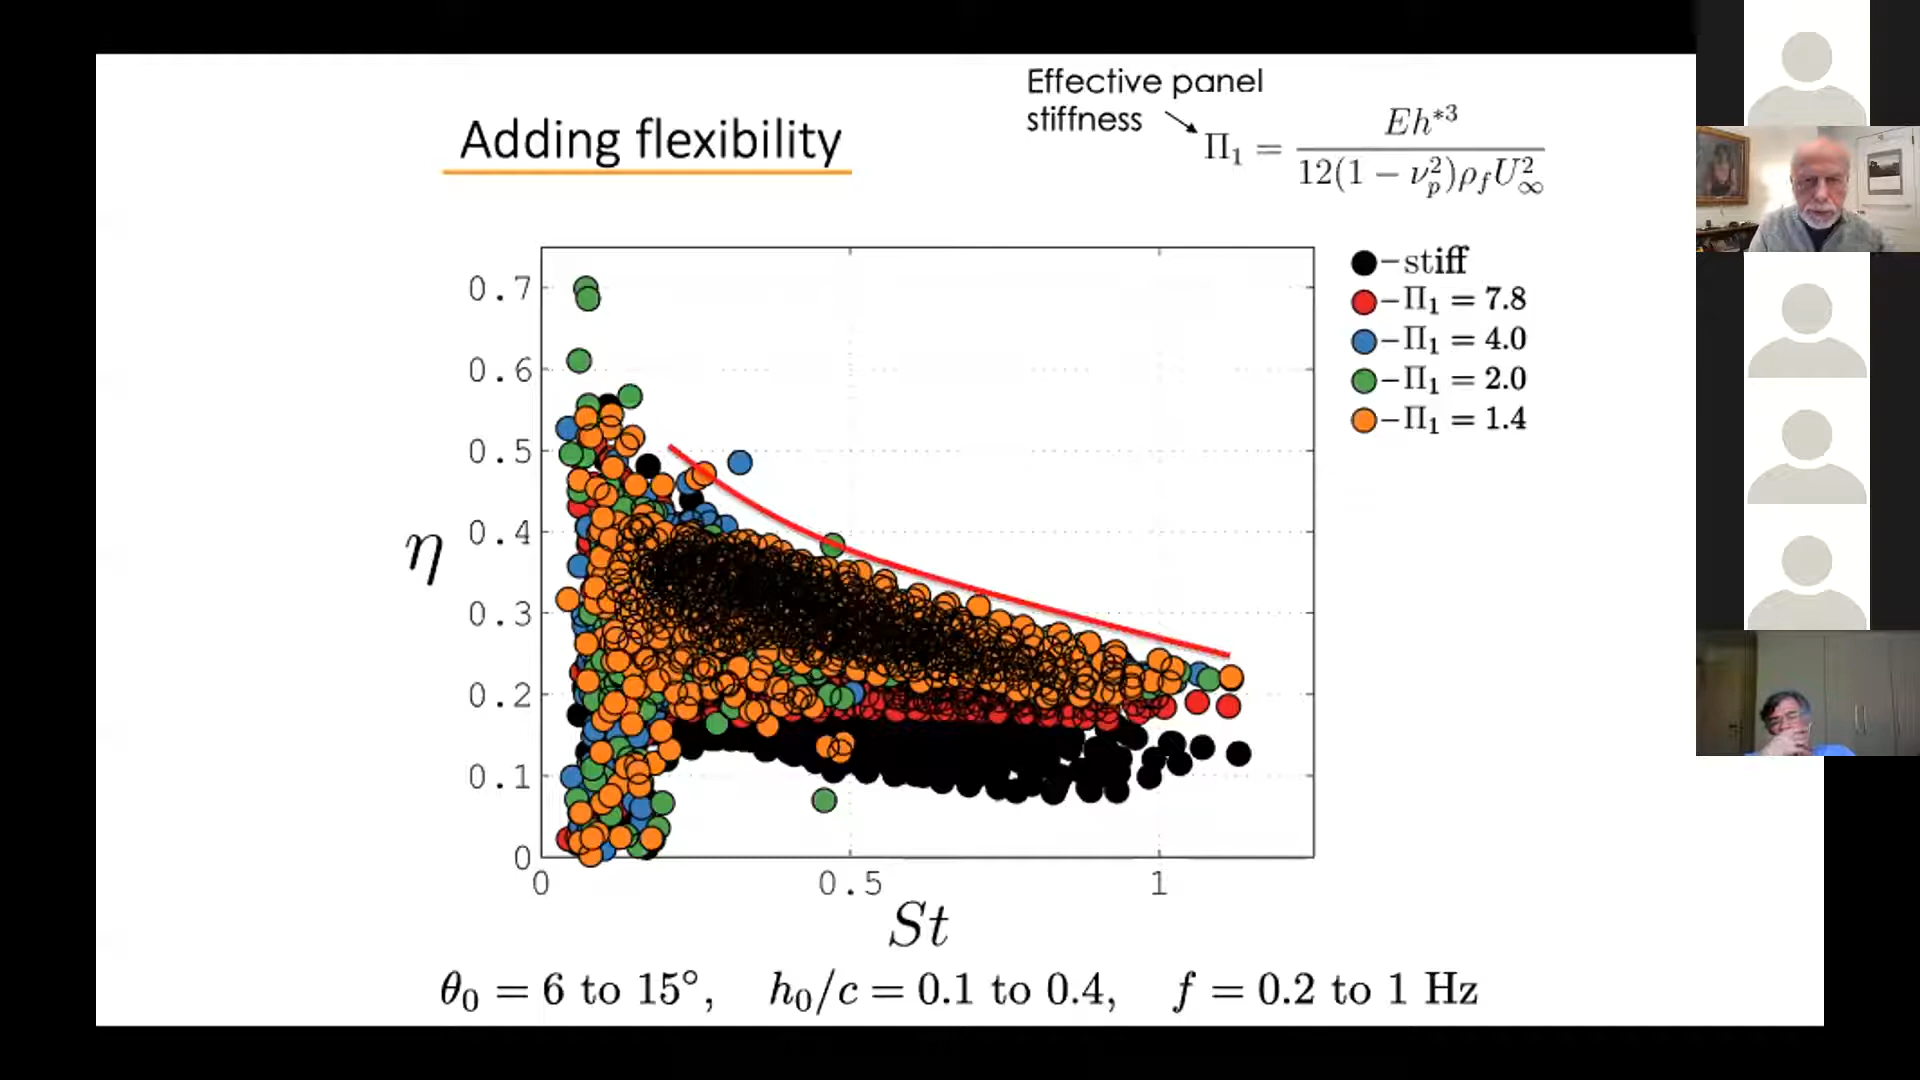 Adding flexibility
Effective panel
stiffness
Π₁ = Eh*³ / 12(1 − νₚ²)ρ_f U∞²
η
0.7
0.6
0.5
0.4
0.3
0.2
0.1
0
0 0.5 1
St
–stiff
–Π₁ = 7.8
–Π₁ = 4.0
–Π₁ = 2.0
–Π₁ = 1.4
θ₀ = 6 to 15°, h₀/c = 0.1 to 0.4, f = 0.2 to 1 Hz